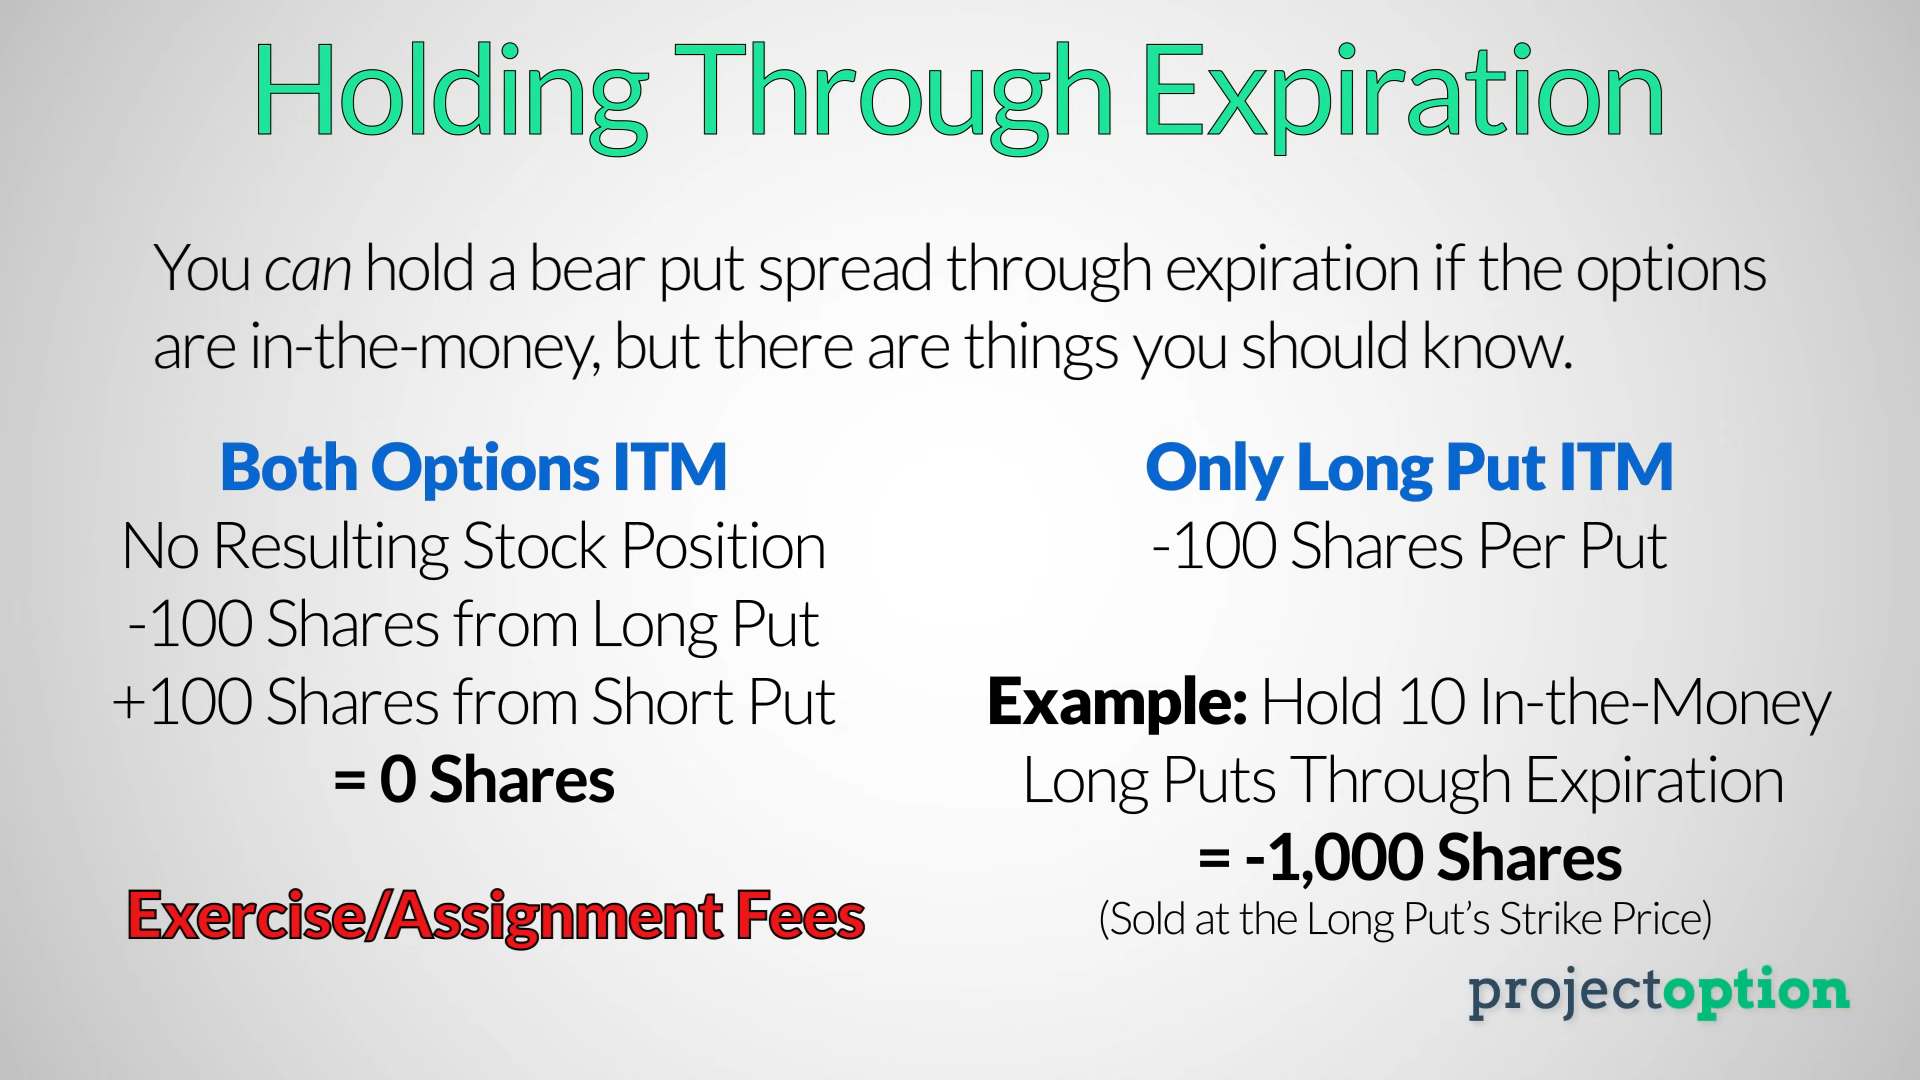 Holding Through Expiration
You can hold a bear put spread through expiration if the options
are in-the-money, but there are things you should know.
Both Options ITM
No Resulting Stock Position
-100 Shares from Long Put
+100 Shares from Short Put
= 0 Shares
Exercise/Assignment Fees
Only Long Put ITM
-100 Shares Per Put
Example: Hold 10 In-the-Money
Long Puts Through Expiration
= -1,000 Shares
(Sold at the Long Put’s Strike Price)
projectoption